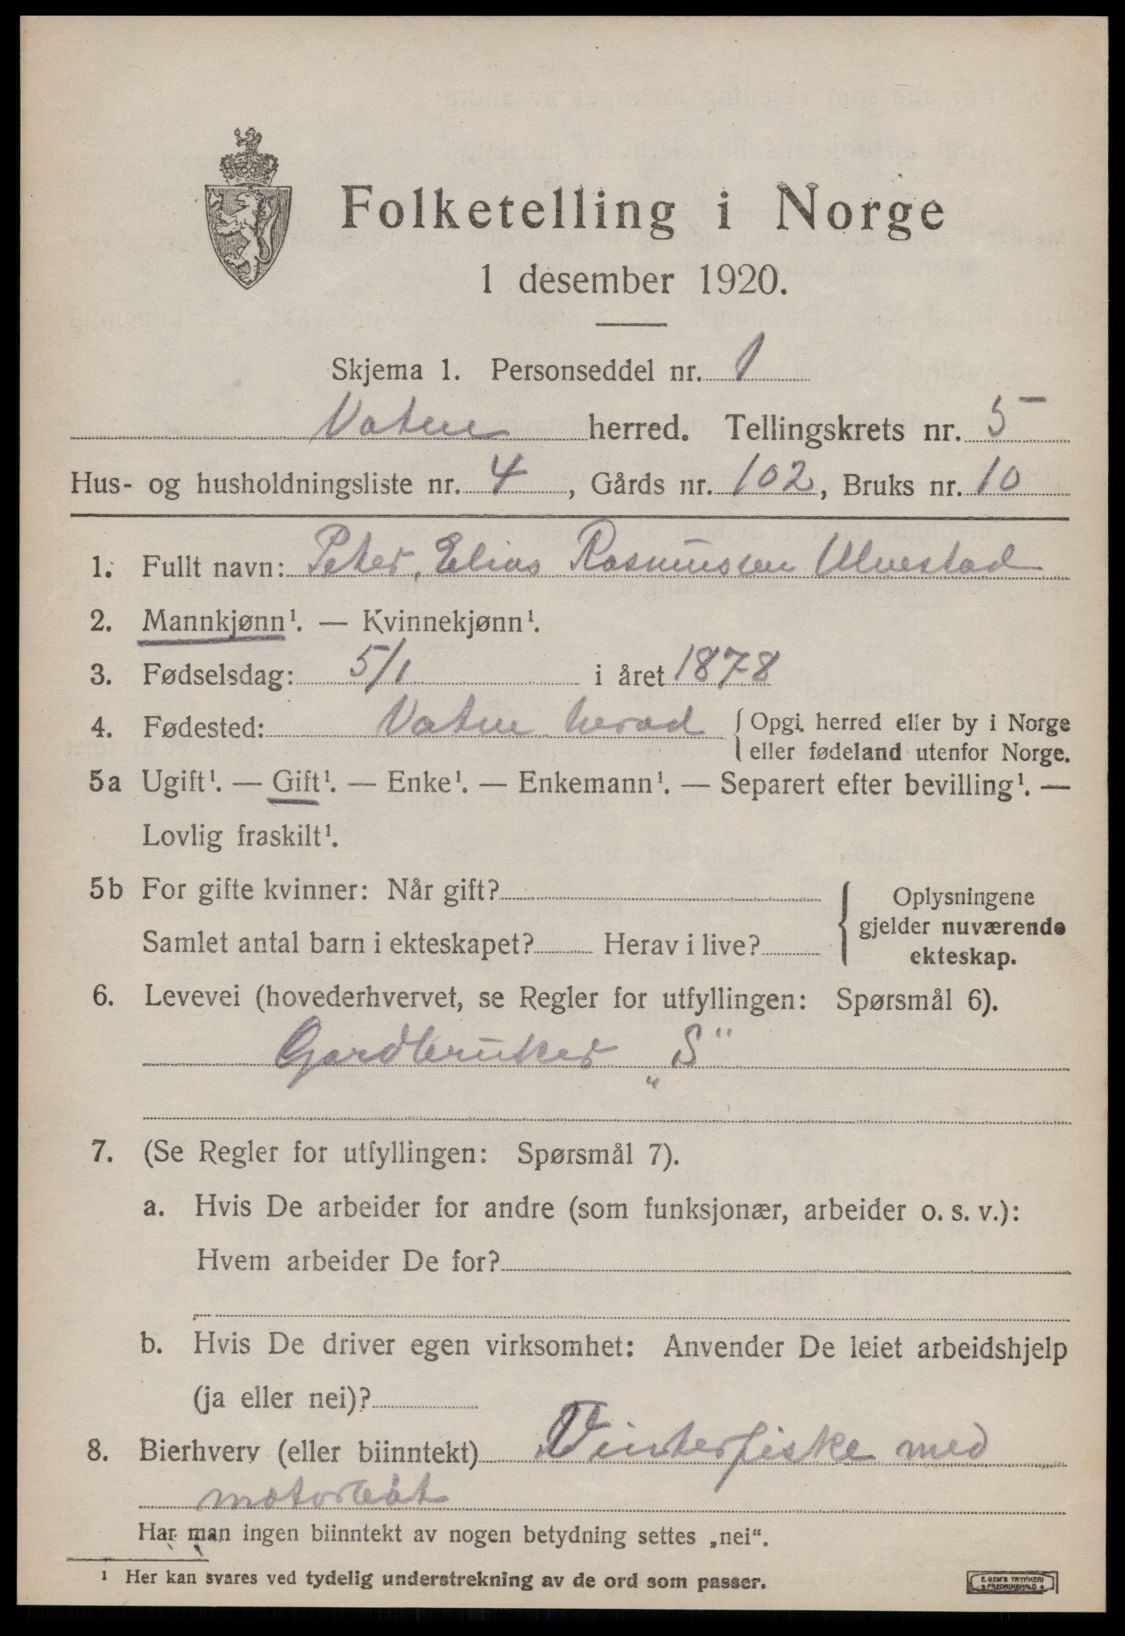 Folketelling i Norge
1 desember 1920.
Skjema 1. Personseddel nr. 1
Vatne herred. Tellingskrets nr. 5
Hus- og husholdningsliste nr. 4, Gårds nr. 102, Bruks nr. 10
1. Fullt navn: Peter, Elias Rasmussen Ulvestad
2. Mannkjønn¹. — Kvinnekjønn¹.
3. Fødselsdag: 5/1 i året 1878
4. Fødested: Vatne herad { Opgi herred eller by i Norge
eller fødeland utenfor Norge.
5a Ugift¹. — Gift¹. — Enke¹. — Enkemann¹. — Separert efter bevilling¹. —
Lovlig fraskilt¹.
5b For gifte kvinner: Når gift? { Oplysningene
gjelder nuværende
Samlet antal barn i ekteskapet? Herav i live?
ekteskap.
6. Levevei (hovederhvervet, se Regler for utfyllingen: Spørsmål 6).
Gardbruker „S“
7. (Se Regler for utfyllingen: Spørsmål 7).
a. Hvis De arbeider for andre (som funksjonær, arbeider o. s. v.):
Hvem arbeider De for?
b. Hvis De driver egen virksomhet: Anvender De leiet arbeidshjelp
(ja eller nei)?
8. Bierhverv (eller biinntekt) Vinterfiske med
motorbåt
Har man ingen biinntekt av nogen betydning settes „nei“.
¹ Her kan svares ved tydelig understrekning av de ord som passer.
E. SEM'S TRYKKERI
FREDRIKSHALD